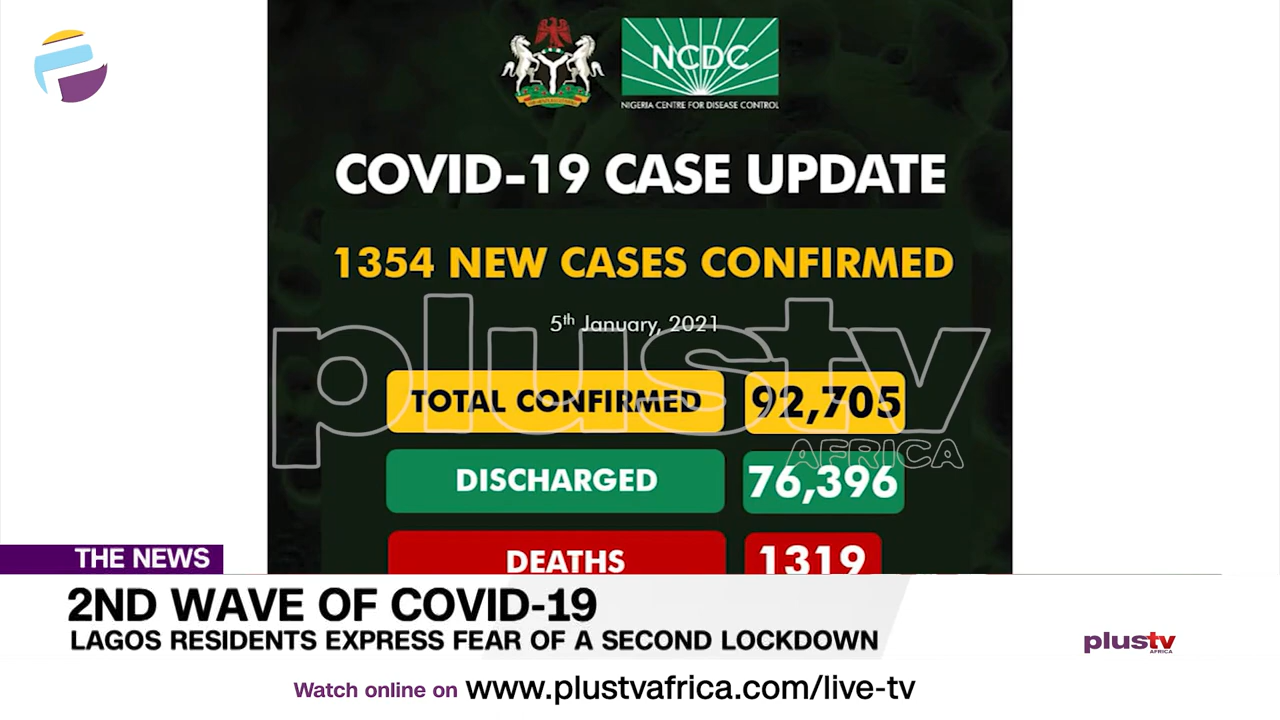 NCDC
NIGERIA CENTRE FOR DISEASE CONTROL
COVID-19 CASE UPDATE
1354 NEW CASES CONFIRMED
5th January, 2021
plustv
AFRICA
TOTAL CONFIRMED 92,705
DISCHARGED 76,396
DEATHS 1319
THE NEWS
2ND WAVE OF COVID-19
LAGOS RESIDENTS EXPRESS FEAR OF A SECOND LOCKDOWN
plustv
AFRICA
Watch online on www.plustvafrica.com/live-tv